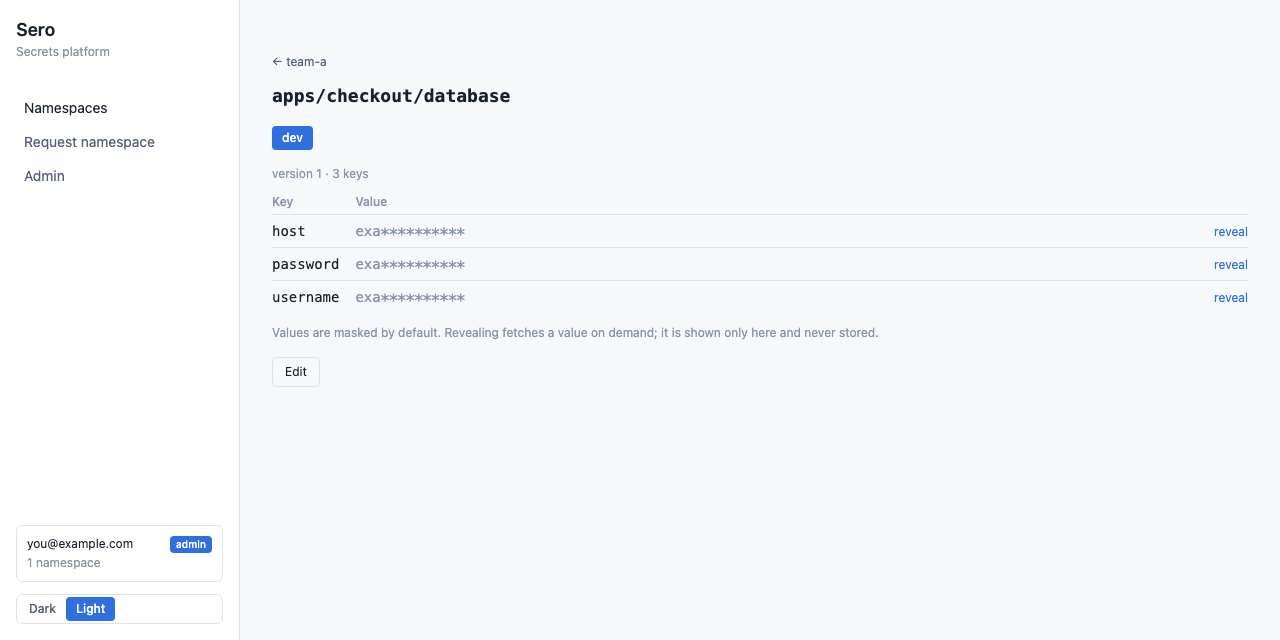 Sero
Secrets platform
Namespaces
Request namespace
Admin
you@example.com admin
1 namespace
Dark Light
← team-a
apps/checkout/database
dev
version 1 · 3 keys
Key Value
host exa********** reveal
password exa********** reveal
username exa********** reveal
Values are masked by default. Revealing fetches a value on demand; it is shown only here and never stored.
Edit